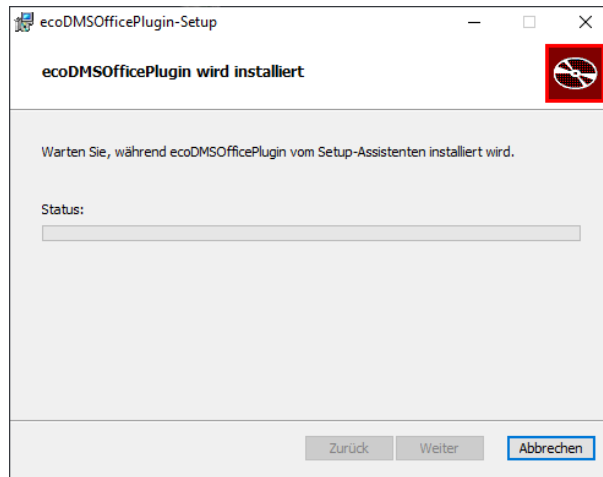 ecoDMSOfficePlugin-Setup
ecoDMSOfficePlugin wird installiert
Warten Sie, während ecoDMSOfficePlugin vom Setup-Assistenten installiert wird.
Status:
Zurück Weiter Abbrechen